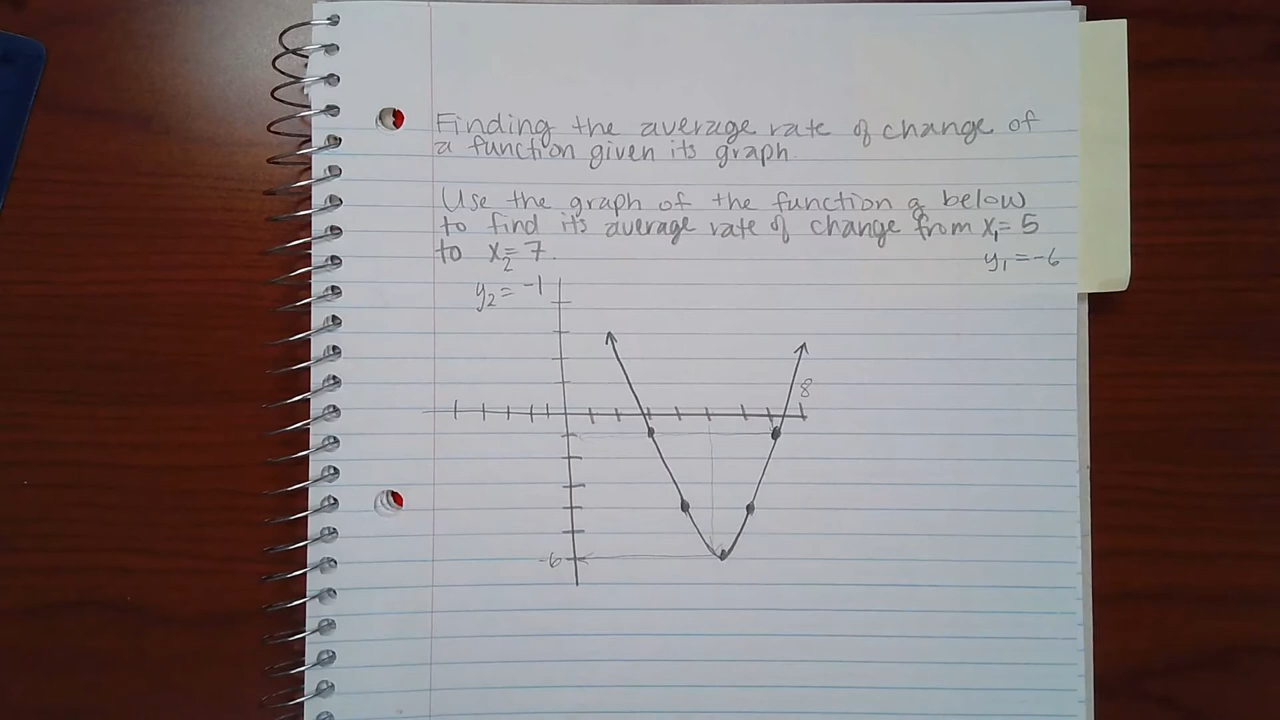 Finding the average rate of change of
a function given its graph.
Use the graph of the function g below
to find its average rate of change from x₁=5
to x₂=7.
y₁=-6
y₂=-1
8
-6